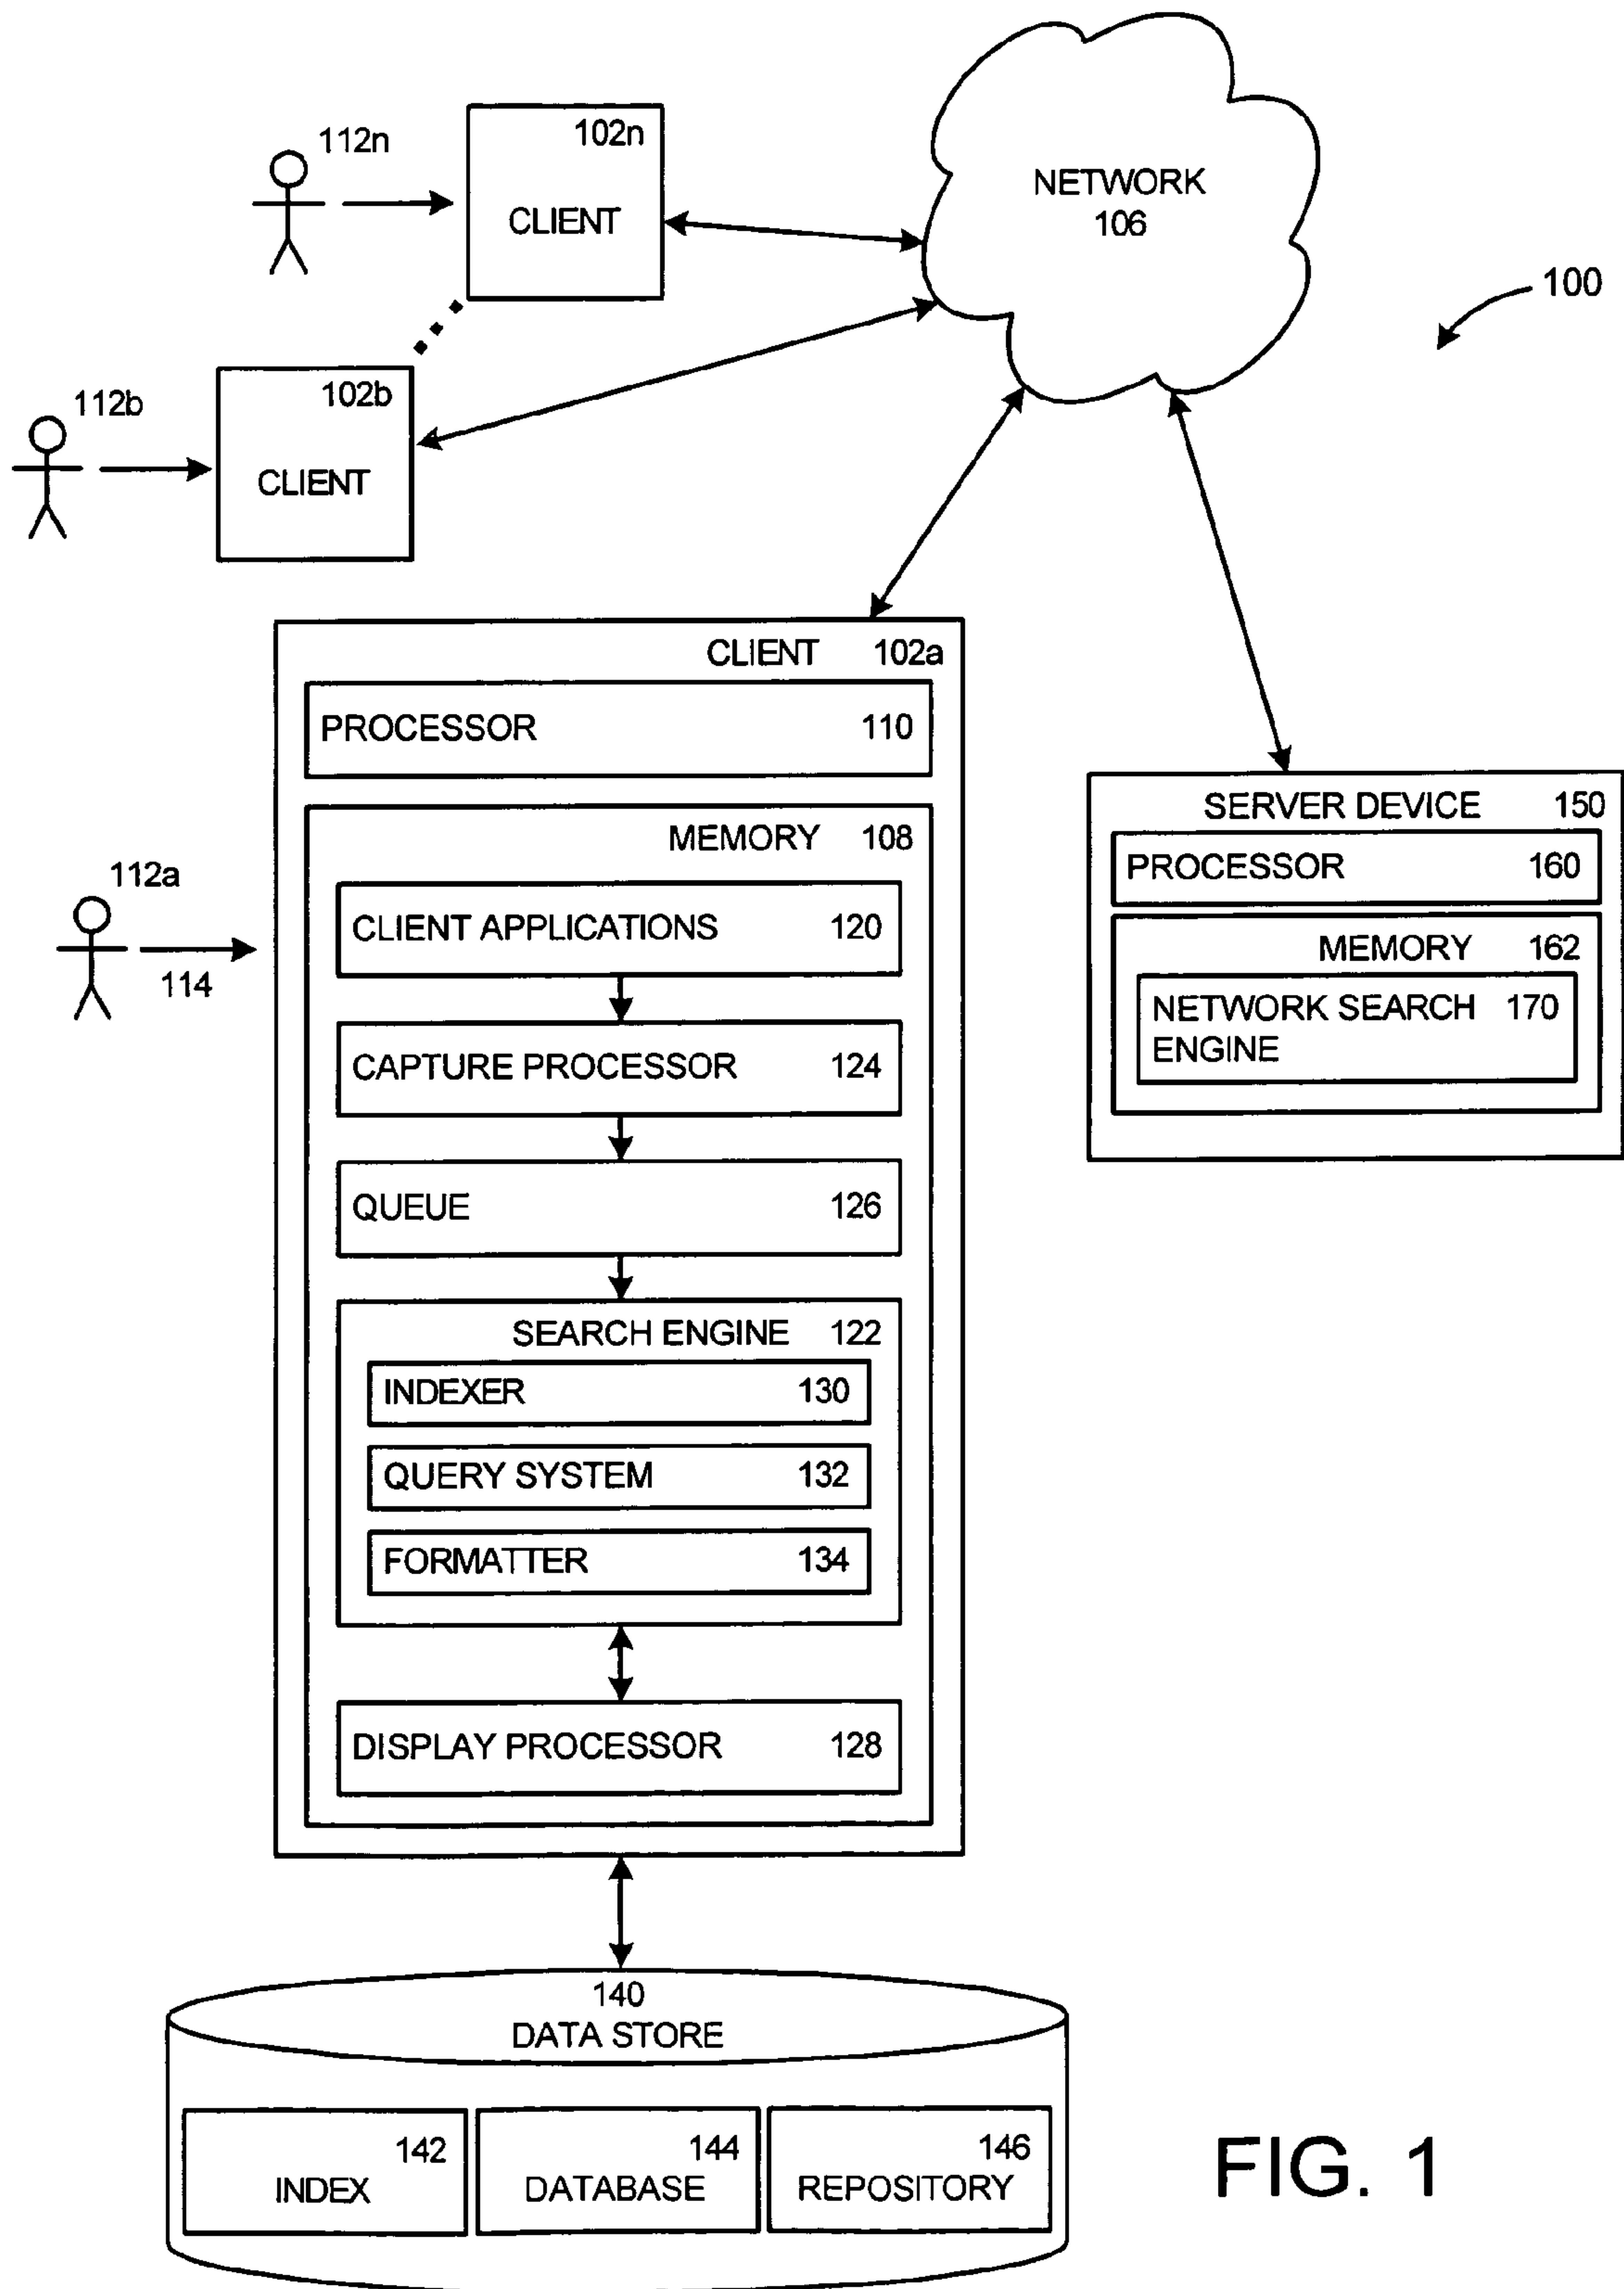 112n
102n
CLIENT
NETWORK
106
100
112b
102b
CLIENT
CLIENT 102a
PROCESSOR 110
MEMORY 108
112a
114
CLIENT APPLICATIONS 120
CAPTURE PROCESSOR 124
QUEUE 126
SEARCH ENGINE 122
INDEXER 130
QUERY SYSTEM 132
FORMATTER 134
DISPLAY PROCESSOR 128
SERVER DEVICE 150
PROCESSOR 160
MEMORY 162
NETWORK SEARCH 170
ENGINE
140
DATA STORE
142
INDEX
144
DATABASE
146
REPOSITORY
FIG. 1